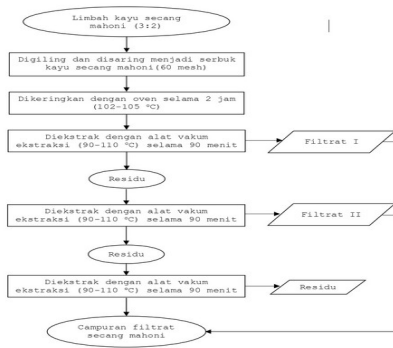 Limbah kayu secang
mahoni (3:2)
Digiling dan disaring menjadi serbuk
kayu secang mahoni(60 mesh)
Dikeringkan dengan oven selama 2 jam
(102-105 °C)
Diekstrak dengan alat vakum
ekstraksi (90-110 °C) selama 90 menit
Filtrat I
Residu
Diekstrak dengan alat vakum
ekstraksi (90-110 °C) selama 90 menit
Filtrat II
Residu
Diekstrak dengan alat vakum
ekstraksi (90-110 °C) selama 90 menit
Residu
Campuran filtrat
secang mahoni